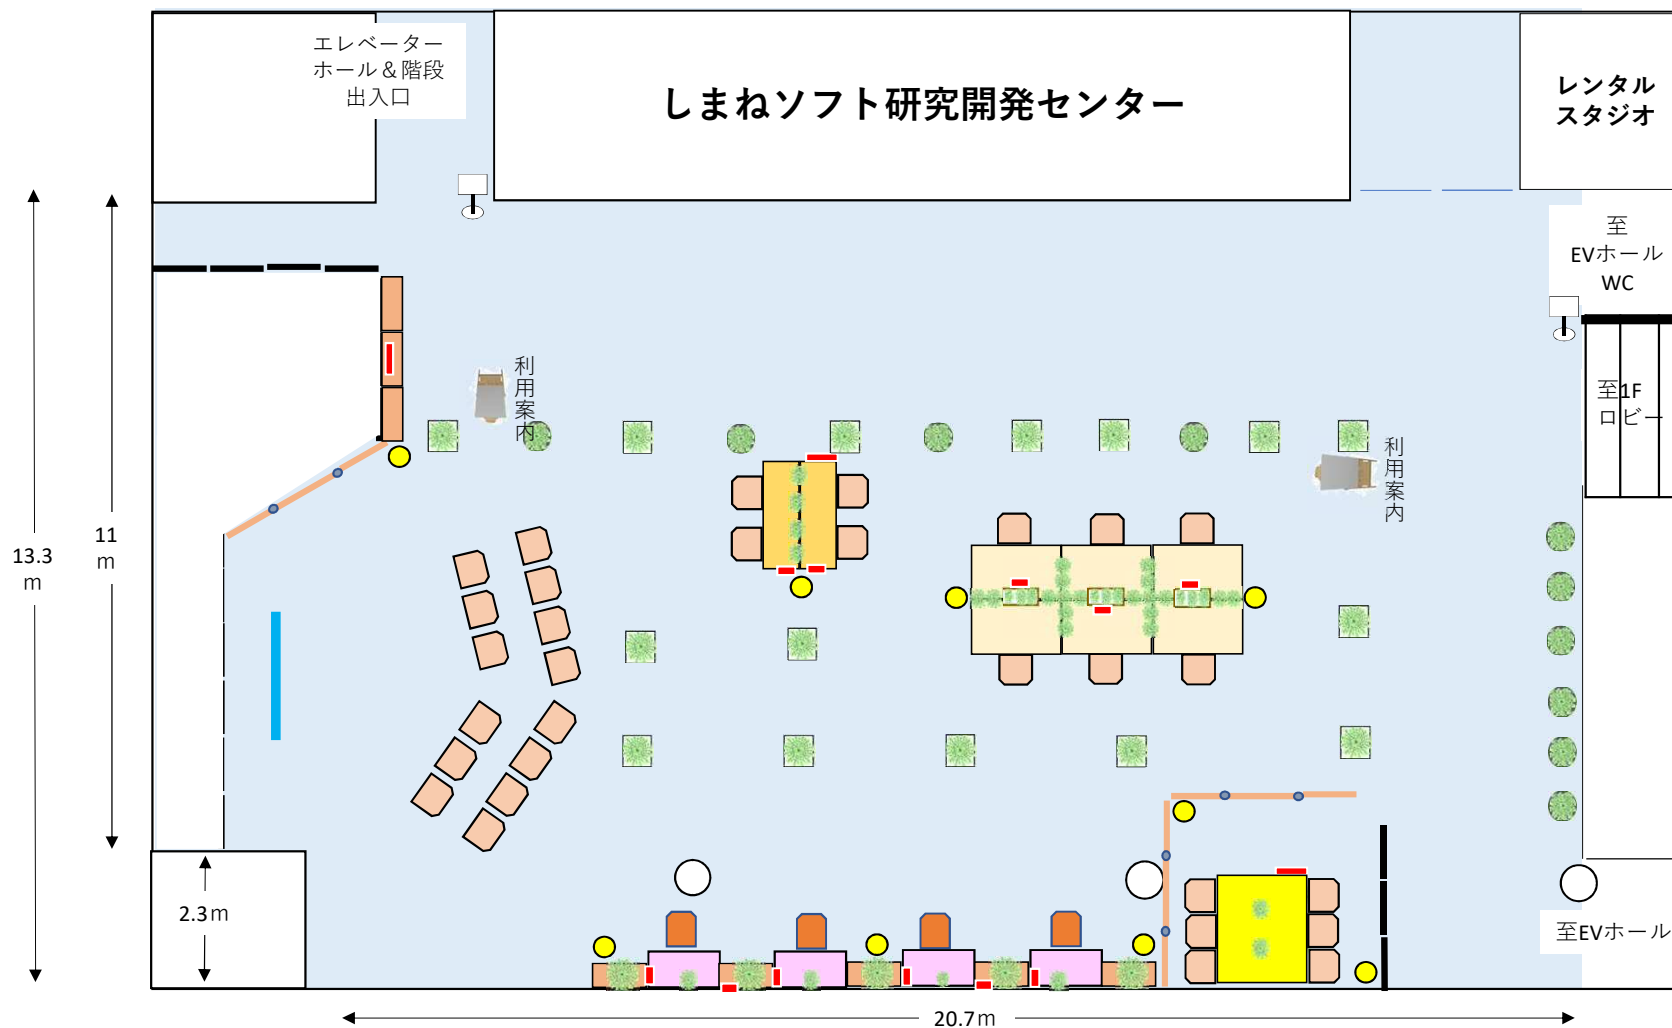 エレベーター
ホール＆階段
出入口
しまねソフト研究開発センター
レンタル
スタジオ
至
EVホール
WC
至1F
ロビー
利用案内
利用案内
13.3
m
11
m
2.3m
至EVホール
20.7m